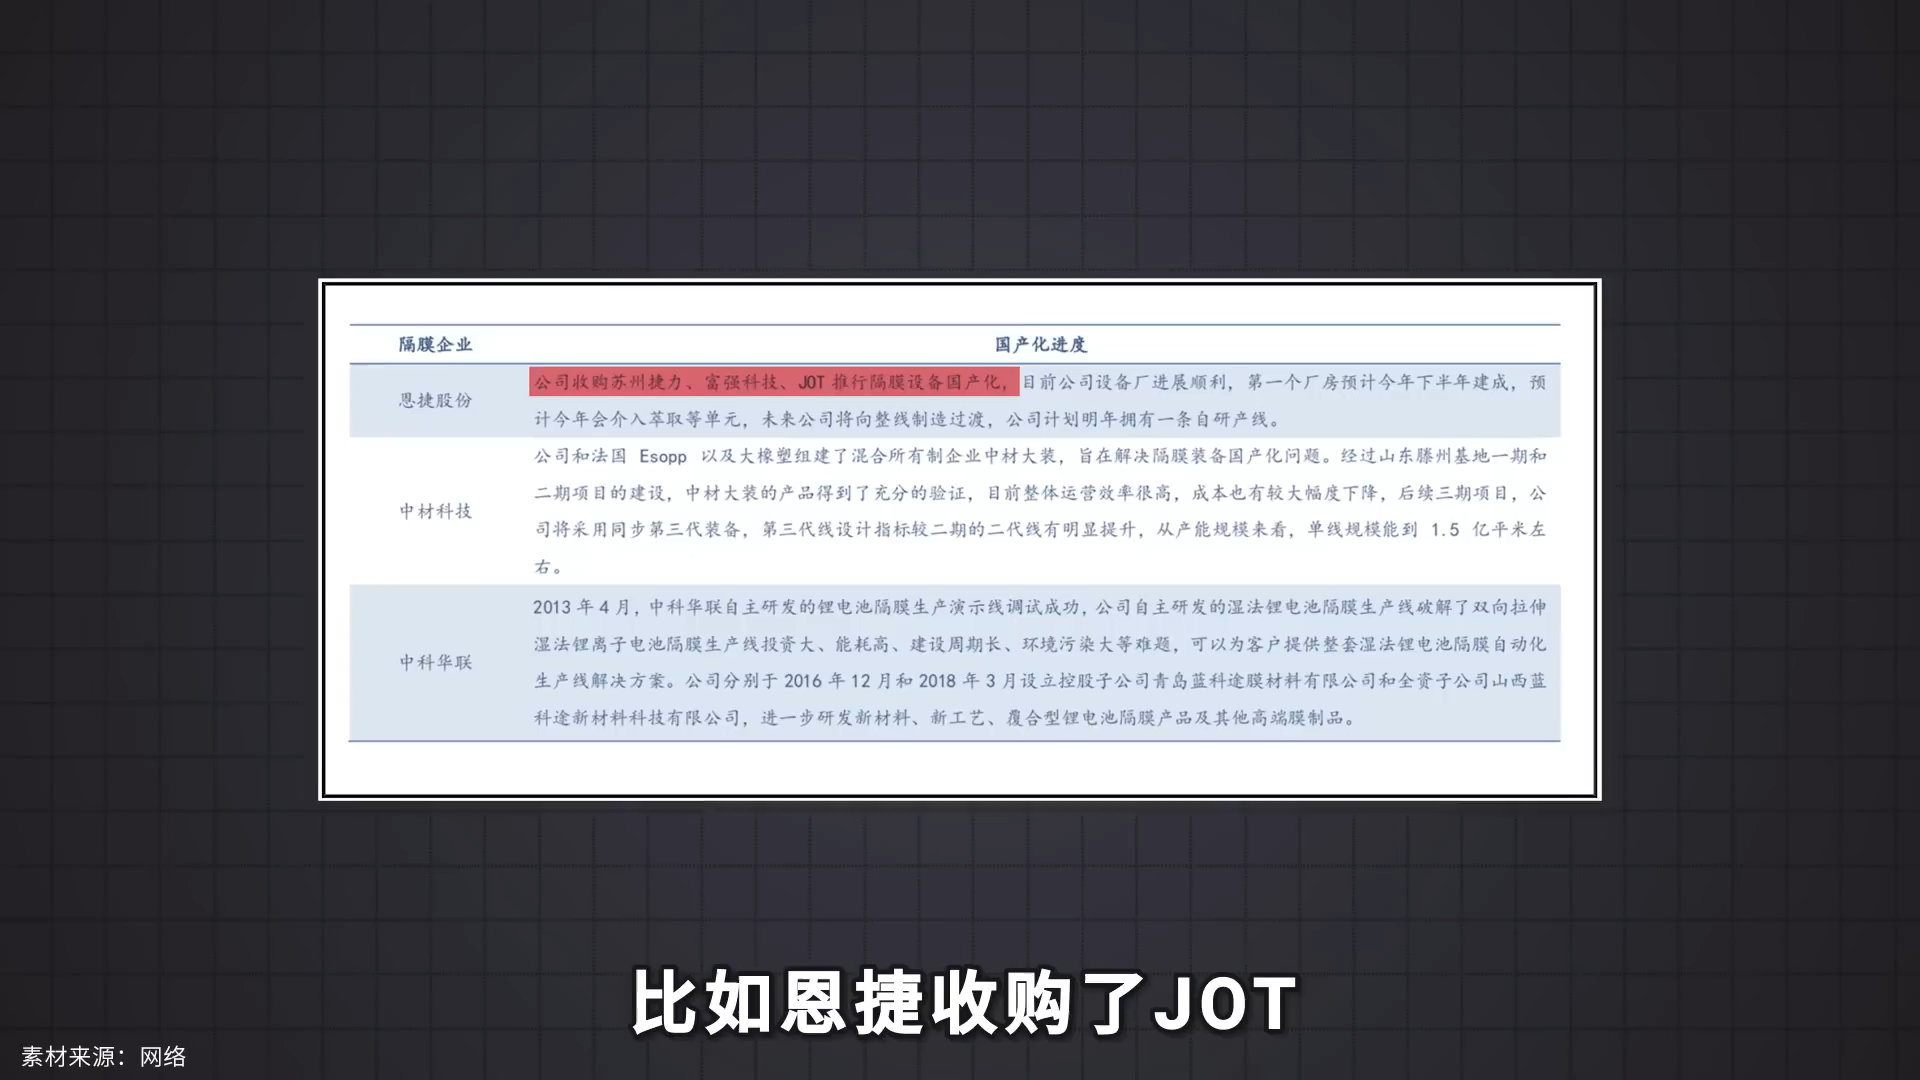 隔膜企业 国产化进度
恩捷股份
公司收购苏州捷力、富强科技、JOT 推行隔膜设备国产化，目前公司设备厂进展顺利，第一个厂房预计今年下半年建成，预
计今年会介入萃取等单元，未来公司将向整线制造过渡，公司计划明年拥有一条自研产线。
中材科技
公司和法国 Esopp 以及大橡塑组建了混合所有制企业中材大装，旨在解决隔膜装备国产化问题。经过山东滕州基地一期和
二期项目的建设，中材大装的产品得到了充分的验证，目前整体运营效率很高，成本也有较大幅度下降，后续三期项目，公
司将采用同步第三代装备，第三代线设计指标较二期的二代线有明显提升，从产能规模来看，单线规模能到 1.5 亿平米左
右。
中科华联
2013 年 4 月，中科华联自主研发的锂电池隔膜生产演示线调试成功，公司自主研发的湿法锂电池隔膜生产线破解了双向拉伸
湿法锂离子电池隔膜生产线投资大、能耗高、建设周期长、环境污染大等难题，可以为客户提供整套湿法锂电池隔膜自动化
生产线解决方案。公司分别于 2016 年 12 月和 2018 年 3 月设立控股子公司青岛蓝科途膜材料有限公司和全资子公司山西蓝
科途新材料科技有限公司，进一步研发新材料、新工艺、覆合型锂电池隔膜产品及其他高端膜制品。
比如恩捷收购了JOT
素材来源：网络